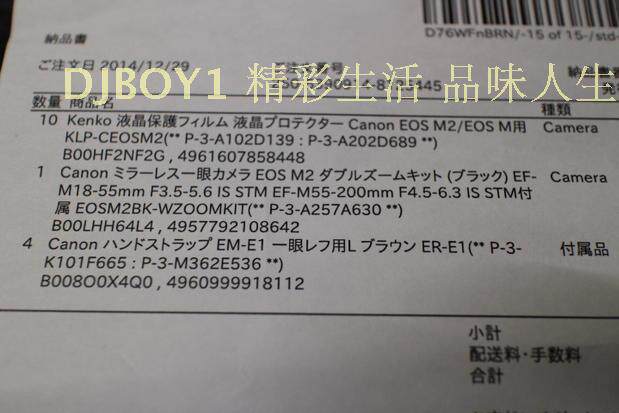 D76WFnBRN/-15 of 15-/std-
納品書
ご注文日 2014/12/29
DJBOY1 精彩生活 品味人生
数量 商品名 種類
10 Kenko 液晶保護フィルム 液晶プロテクター Canon EOS M2/EOS M用 Camera
KLP-CEOSM2(** P-3-A102D139 : P-3-A202D689 **)
B00HF2NF2G , 4961607858448
1 Canon ミラーレス一眼カメラ EOS M2 ダブルズームキット (ブラック) EF- Camera
M18-55mm F3.5-5.6 IS STM EF-M55-200mm F4.5-6.3 IS STM付
属 EOSM2BK-WZOOMKIT(** P-3-A257A630 **)
B00LHH64L4 , 4957792108642
4 Canon ハンドストラップ EM-E1 一眼レフ用L ブラウン ER-E1(** P-3- 付属品
K101F665 : P-3-M362E536 **)
B008O0X4Q0 , 4960999918112
小計
配送料・手数料
合計